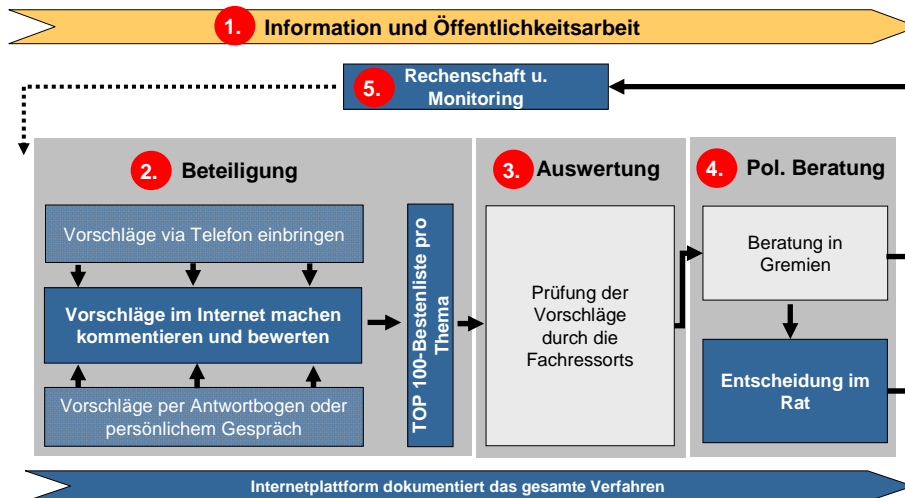 1. Information und Öffentlichkeitsarbeit
5. Rechenschaft u.
Monitoring
2. Beteiligung
Vorschläge via Telefon einbringen
Vorschläge im Internet machen
kommentieren und bewerten
Vorschläge per Antwortbogen oder
persönlichem Gespräch
TOP 100-Bestenliste pro
Thema
3. Auswertung
Prüfung der
Vorschläge
durch die
Fachressorts
4. Pol. Beratung
Beratung in
Gremien
Entscheidung im
Rat
Internetplattform dokumentiert das gesamte Verfahren